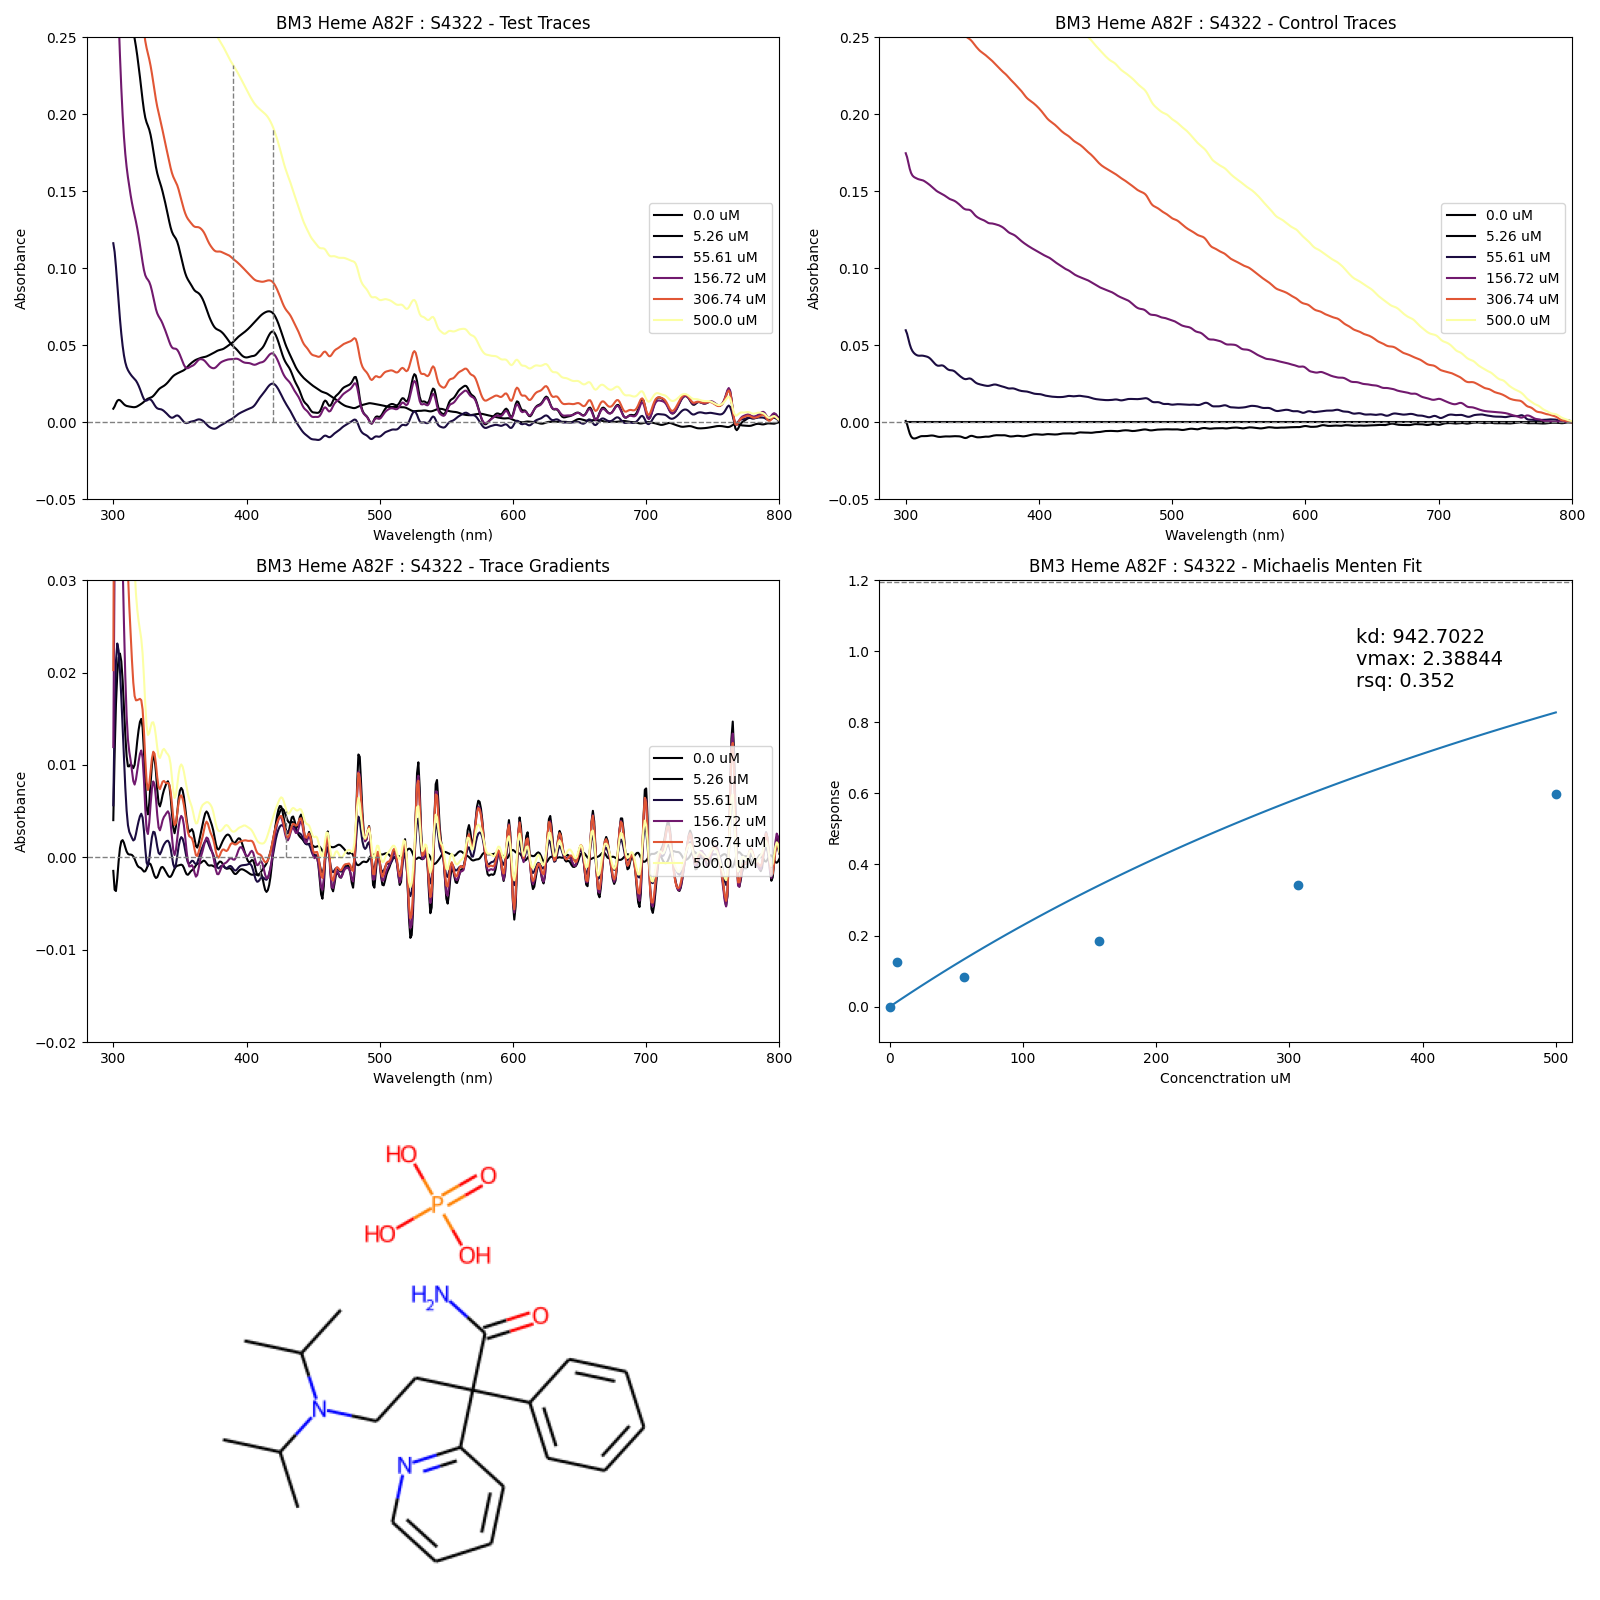 BM3 Heme A82F : S4322 - Test Traces
0.25
0.20
0.15
0.10
0.05
0.00
−0.05
Absorbance
300 400 500 600 700 800
Wavelength (nm)
0.0 uM
5.26 uM
55.61 uM
156.72 uM
306.74 uM
500.0 uM
BM3 Heme A82F : S4322 - Control Traces
0.25
0.20
0.15
0.10
0.05
0.00
−0.05
Absorbance
300 400 500 600 700 800
Wavelength (nm)
0.0 uM
5.26 uM
55.61 uM
156.72 uM
306.74 uM
500.0 uM
BM3 Heme A82F : S4322 - Trace Gradients
0.03
0.02
0.01
0.00
−0.01
−0.02
Absorbance
300 400 500 600 700 800
Wavelength (nm)
0.0 uM
5.26 uM
55.61 uM
156.72 uM
306.74 uM
500.0 uM
BM3 Heme A82F : S4322 - Michaelis Menten Fit
1.2
1.0
0.8
0.6
0.4
0.2
0.0
Response
kd: 942.7022
vmax: 2.38844
rsq: 0.352
0 100 200 300 400 500
Concenctration uM
HO
O
P
HO
OH
H2N
O
N
N